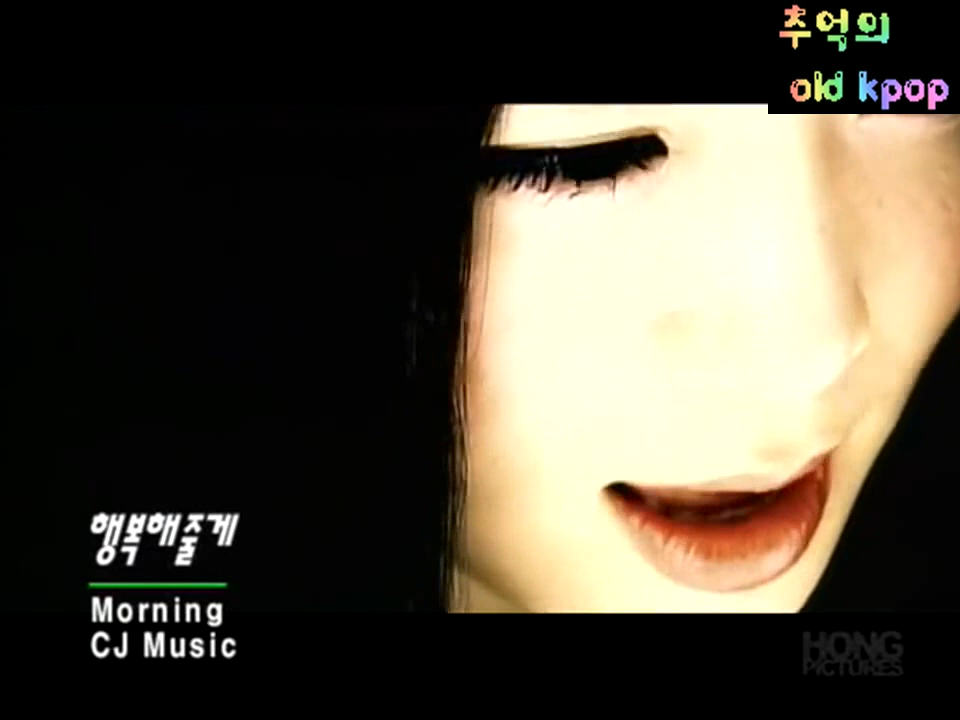 추억의
old kpop
행복해줄게
Morning
CJ Music
HONG
PICTURES